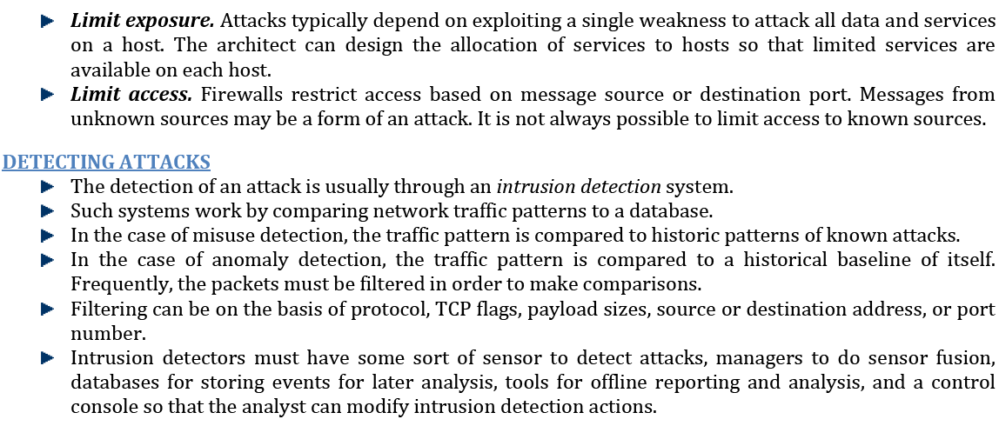 ► Limit exposure. Attacks typically depend on exploiting a single weakness to attack all data and services
on a host. The architect can design the allocation of services to hosts so that limited services are
available on each host.
► Limit access. Firewalls restrict access based on message source or destination port. Messages from
unknown sources may be a form of an attack. It is not always possible to limit access to known sources.
DETECTING ATTACKS
► The detection of an attack is usually through an intrusion detection system.
► Such systems work by comparing network traffic patterns to a database.
► In the case of misuse detection, the traffic pattern is compared to historic patterns of known attacks.
► In the case of anomaly detection, the traffic pattern is compared to a historical baseline of itself.
Frequently, the packets must be filtered in order to make comparisons.
► Filtering can be on the basis of protocol, TCP flags, payload sizes, source or destination address, or port
number.
► Intrusion detectors must have some sort of sensor to detect attacks, managers to do sensor fusion,
databases for storing events for later analysis, tools for offline reporting and analysis, and a control
console so that the analyst can modify intrusion detection actions.